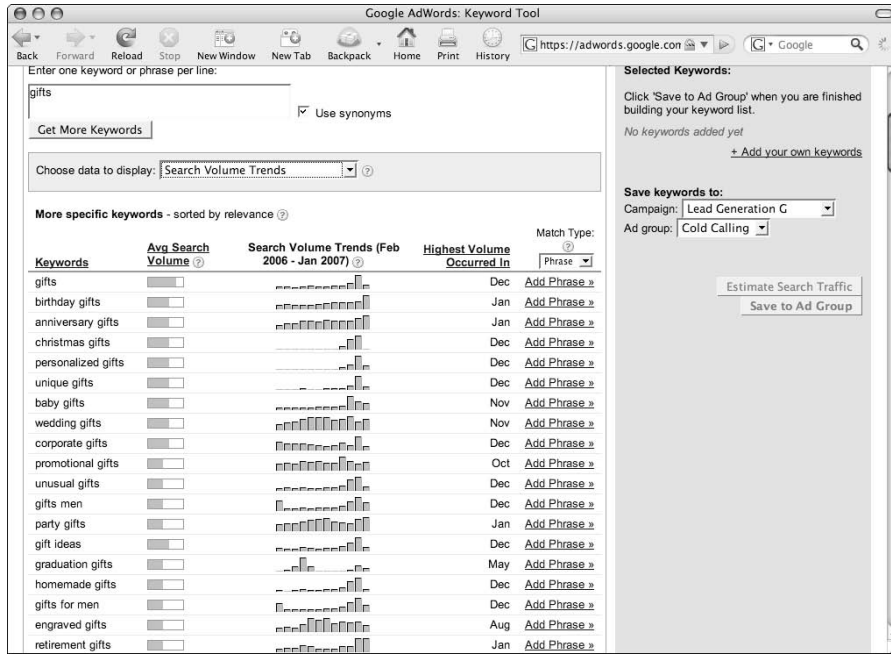 Google AdWords: Keyword Tool
Back Forward Reload Stop New Window New Tab Backpack Home Print History https://adwords.google.con Google
Enter one keyword or phrase per line:
gifts
Use synonyms
Get More Keywords
Choose data to display: Search Volume Trends
More specific keywords - sorted by relevance
Match Type:
Keywords Avg Search Volume Search Volume Trends (Feb 2006 - Jan 2007) Highest Volume Occurred In Phrase
gifts Dec Add Phrase »
birthday gifts Jan Add Phrase »
anniversary gifts Jan Add Phrase »
christmas gifts Dec Add Phrase »
personalized gifts Dec Add Phrase »
unique gifts Dec Add Phrase »
baby gifts Nov Add Phrase »
wedding gifts Nov Add Phrase »
corporate gifts Dec Add Phrase »
promotional gifts Oct Add Phrase »
unusual gifts Dec Add Phrase »
gifts men Dec Add Phrase »
party gifts Jan Add Phrase »
gift ideas Dec Add Phrase »
graduation gifts May Add Phrase »
homemade gifts Dec Add Phrase »
gifts for men Dec Add Phrase »
engraved gifts Aug Add Phrase »
retirement gifts Jan Add Phrase »
Selected Keywords:
Click 'Save to Ad Group' when you are finished
building your keyword list.
No keywords added yet
+ Add your own keywords
Save keywords to:
Campaign: Lead Generation G
Ad group: Cold Calling
Estimate Search Traffic
Save to Ad Group